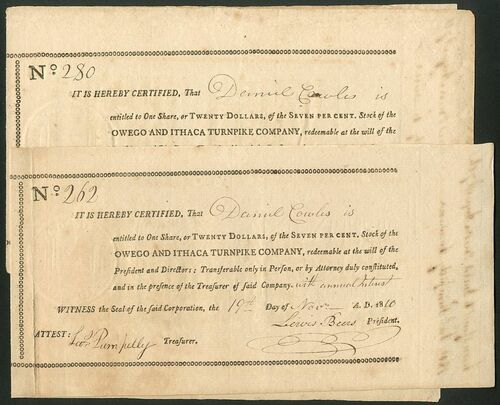 No. 280
IT IS HEREBY CERTIFIED, That Daniel Cowles is
entitled to One Share, or TWENTY DOLLARS, of the SEVEN PER CENT. Stock of the
OWEGO AND ITHACA TURNPIKE COMPANY, redeemable at the will of the
No. 262
IT IS HEREBY CERTIFIED, That Daniel Cowles is
entitled to One Share, or TWENTY DOLLARS, of the SEVEN PER CENT. Stock of the
OWEGO AND ITHACA TURNPIKE COMPANY, redeemable at the will of the
President and Directors; Transferable only in Person, or by Attorney duly constituted,
and in the presence of the Treasurer of said Company. with annual Interest
WITNESS the Seal of the said Corporation, the 19th Day of Novr A. D. 1810
Lewis Beers President.
ATTEST: Pumpelly Treasurer.